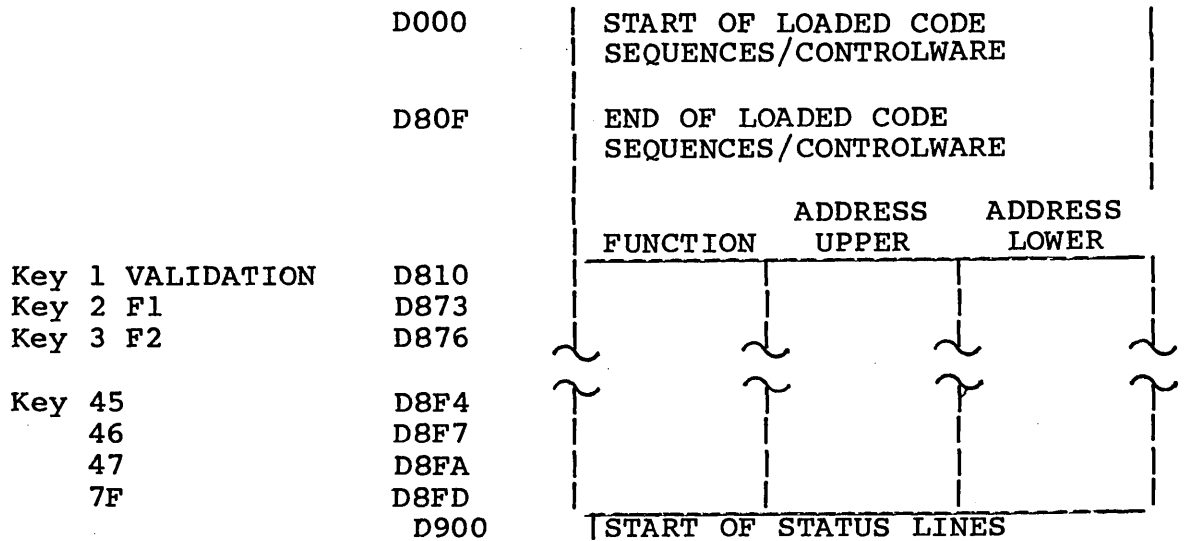 D000 START OF LOADED CODE
SEQUENCES/CONTROLWARE
D80F END OF LOADED CODE
SEQUENCES/CONTROLWARE
ADDRESS ADDRESS
FUNCTION UPPER LOWER
Key 1 VALIDATION D810
Key 2 F1 D873
Key 3 F2 D876
Key 45 D8F4
46 D8F7
47 D8FA
7F D8FD
D900 START OF STATUS LINES